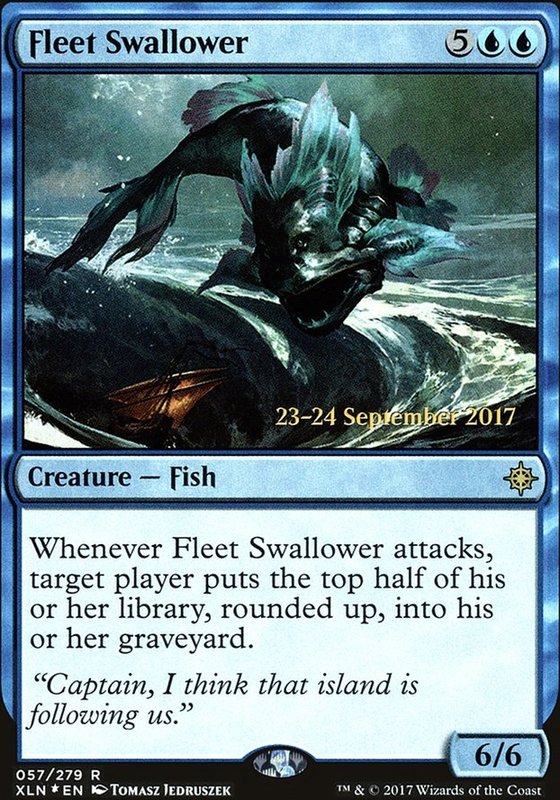 Fleet Swallower 5
23–24 September 2017
Creature — Fish
Whenever Fleet Swallower attacks,
target player puts the top half of his
or her library, rounded up, into his
or her graveyard.
“Captain, I think that island is
following us.”
6/6
057/279 R
XLN ★ EN Tomasz Jedruszek
™ & © 2017 Wizards of the Coast